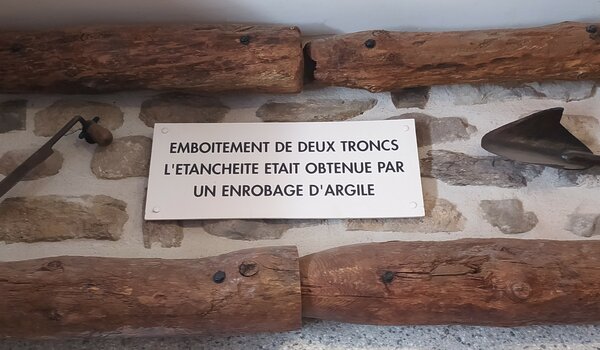 EMBOITEMENT DE DEUX TRONCS
L'ETANCHEITE ETAIT OBTENUE PAR
UN ENROBAGE D'ARGILE